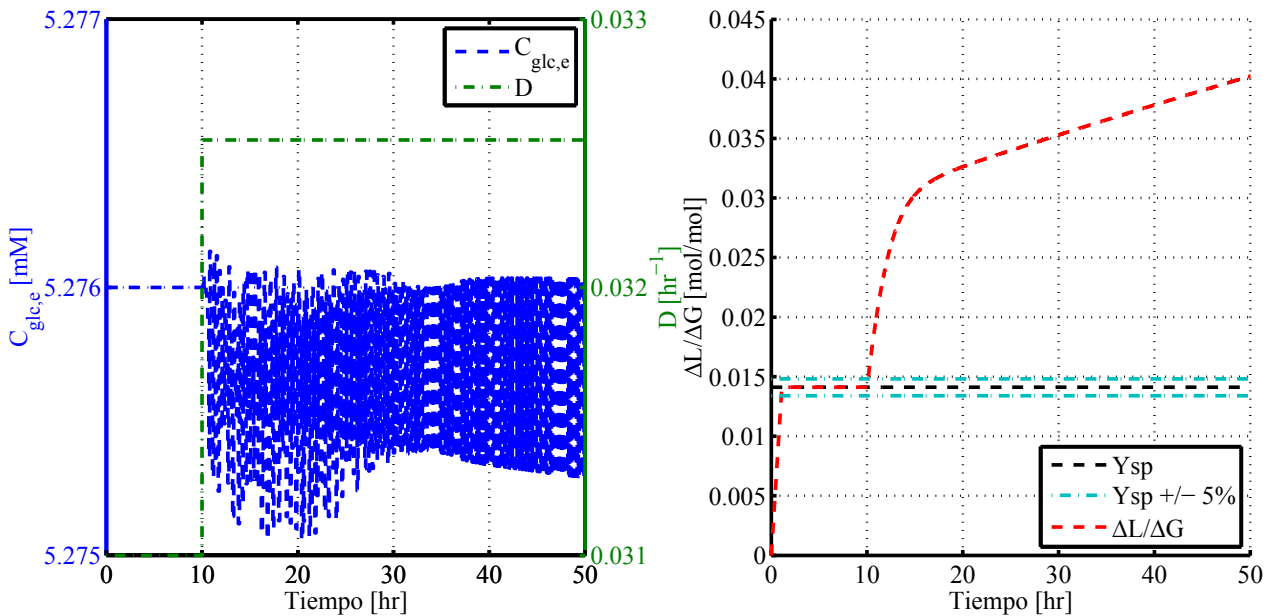 5.277
5.276
5.275
C_glc,e [mM]
0 10 20 30 40 50
Tiempo [hr]
C_glc,e
D
0.033
0.032
0.031
D [hr⁻¹]
ΔL/ΔG [mol/mol]
0.045
0.04
0.035
0.03
0.025
0.02
0.015
0.01
0.005
0
0 10 20 30 40 50
Tiempo [hr]
Ysp
Ysp +/− 5%
ΔL/ΔG